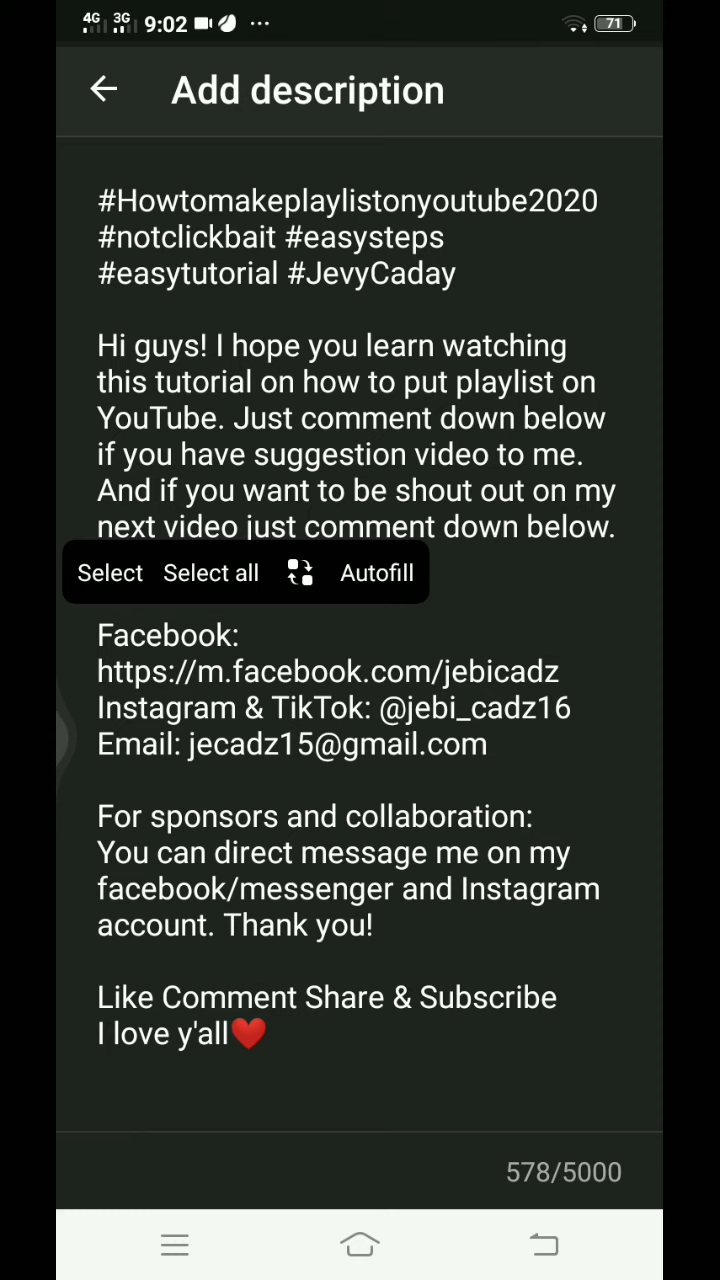 4G 3G 9:02 ... 71
Add description
#Howtomakeplaylistonyoutube2020
#notclickbait #easysteps
#easytutorial #JevyCaday
Hi guys! I hope you learn watching
this tutorial on how to put playlist on
YouTube. Just comment down below
if you have suggestion video to me.
And if you want to be shout out on my
next video just comment down below.
Select Select all Autofill
Facebook:
https://m.facebook.com/jebicadz
Instagram & TikTok: @jebi_cadz16
Email: jecadz15@gmail.com
For sponsors and collaboration:
You can direct message me on my
facebook/messenger and Instagram
account. Thank you!
Like Comment Share & Subscribe
I love y'all❤️
578/5000